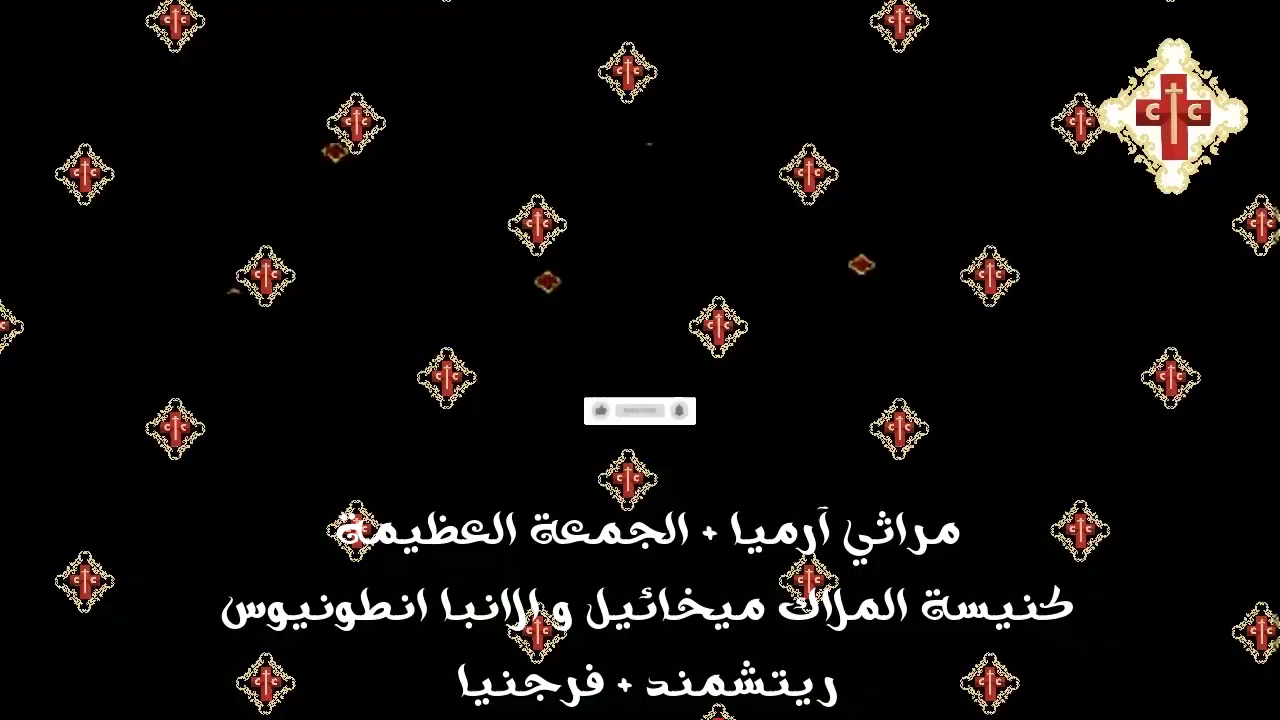 مراثي آرميا + الجمعة العظيمة
كنيسة الملاك ميخائيل والانبا انطونيوس
ريتشمند + فرجنيا